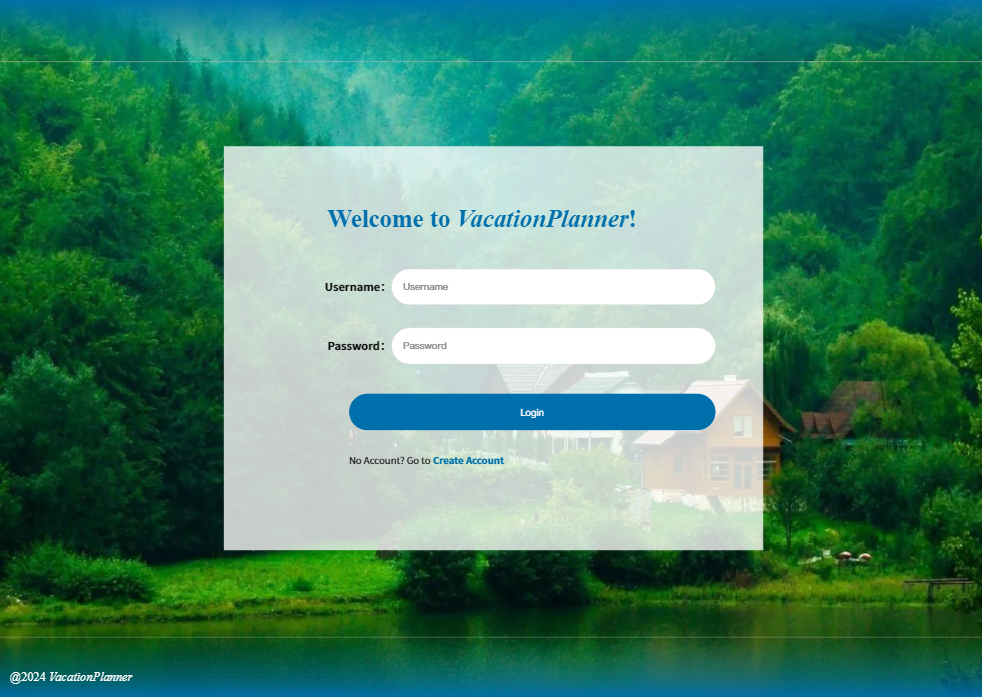 Welcome to VacationPlanner!
Username: Username
Password: Password
Login
No Account? Go to Create Account
@2024 VacationPlanner